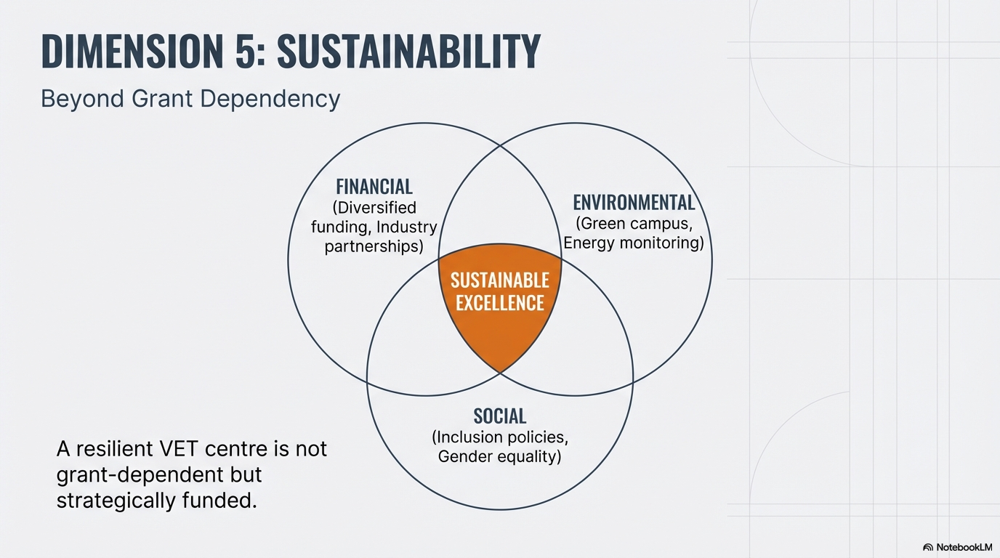 DIMENSION 5: SUSTAINABILITY
Beyond Grant Dependency
FINANCIAL
(Diversified
funding, Industry
partnerships)
ENVIRONMENTAL
(Green campus,
Energy monitoring)
SUSTAINABLE
EXCELLENCE
SOCIAL
(Inclusion policies,
Gender equality)
A resilient VET centre is not
grant-dependent but
strategically funded.
NotebookLM